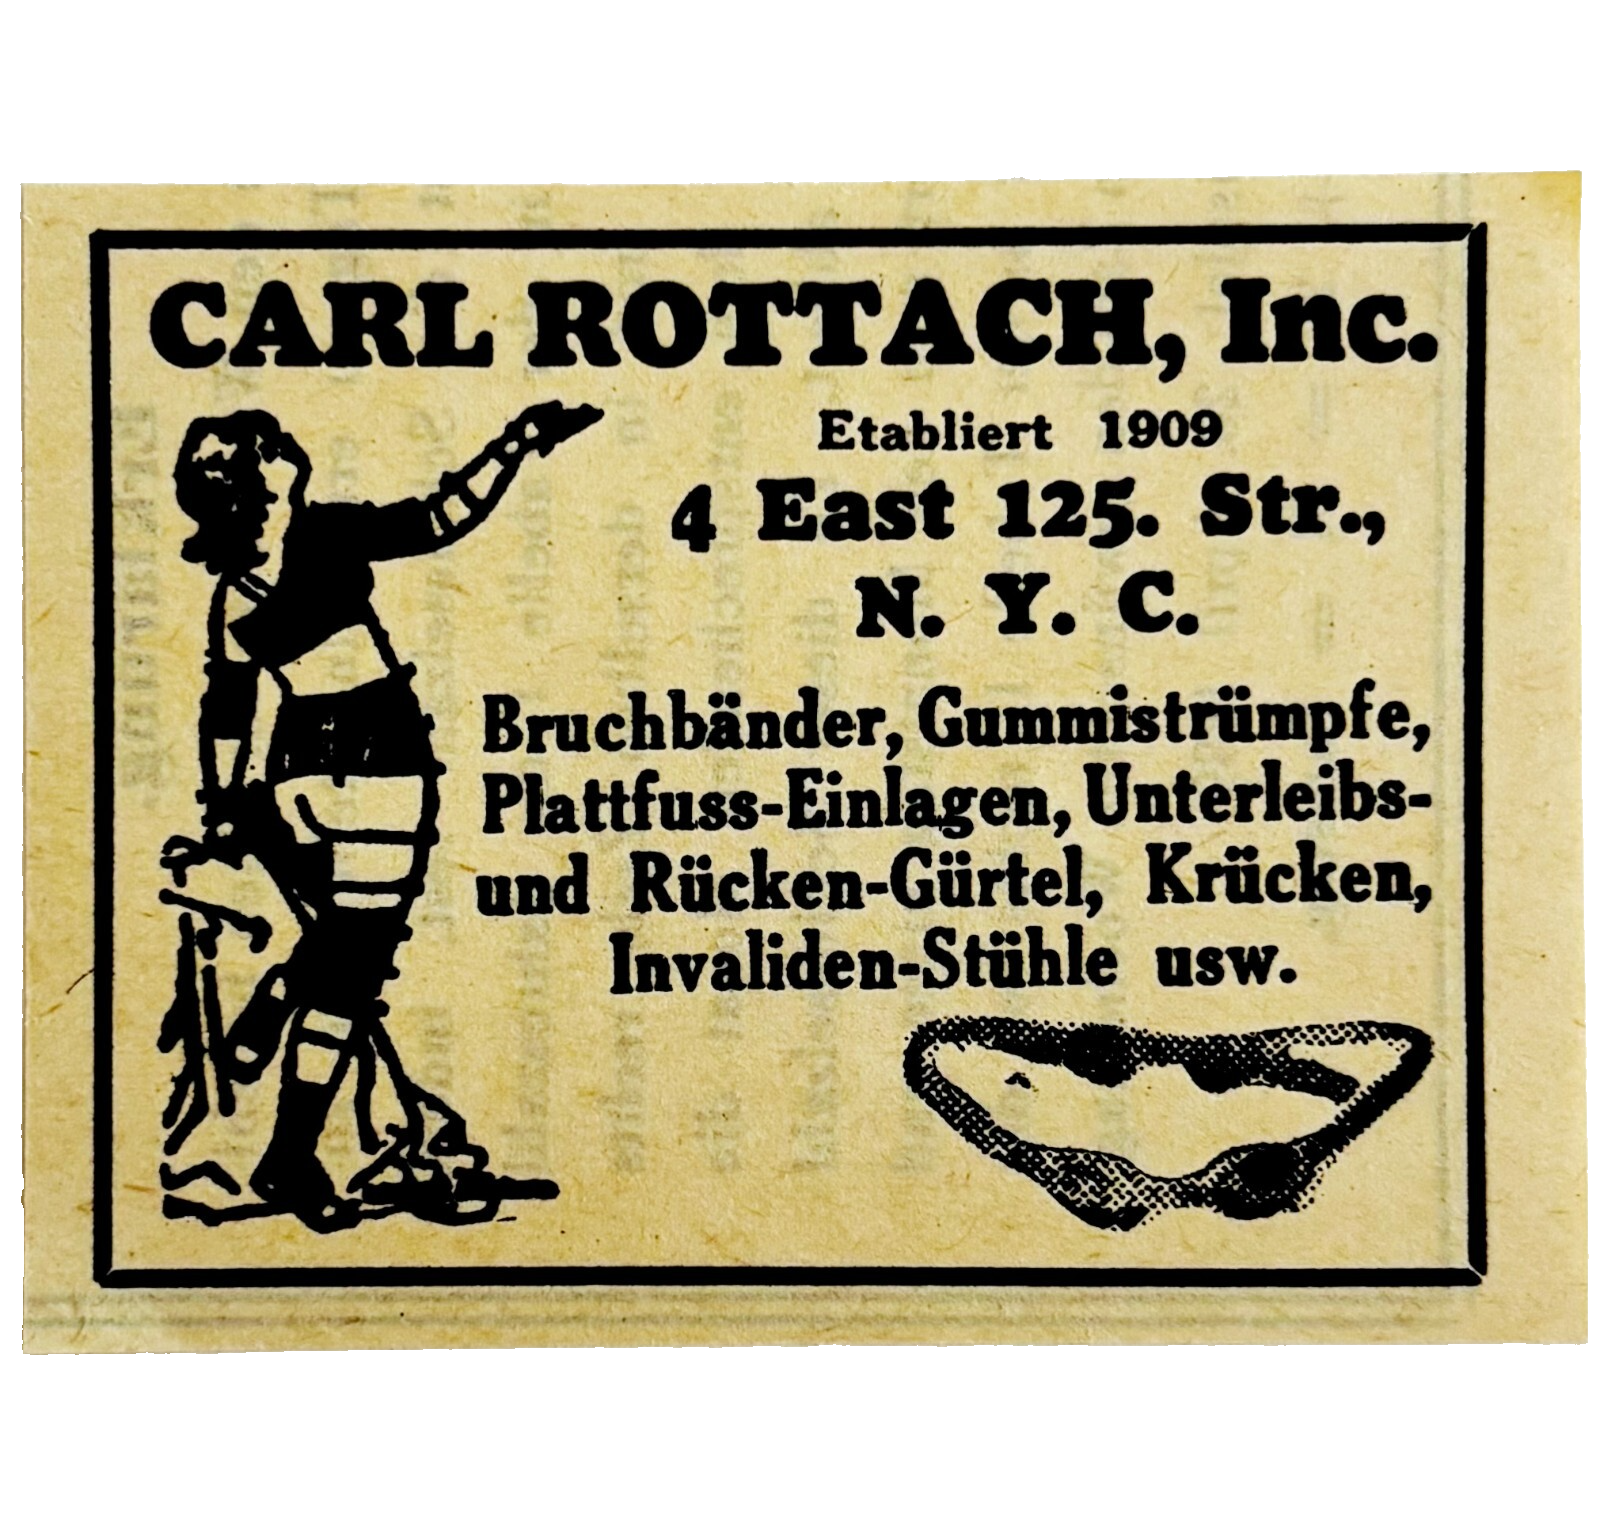 CARL ROTTACH, Inc.
Etabliert 1909
4 East 125. Str.,
N. Y. C.
Bruchbänder, Gummistrümpfe,
Plattfuss-Einlagen, Unterleibs-
und Rücken-Gürtel, Krücken,
Invaliden-Stühle usw.